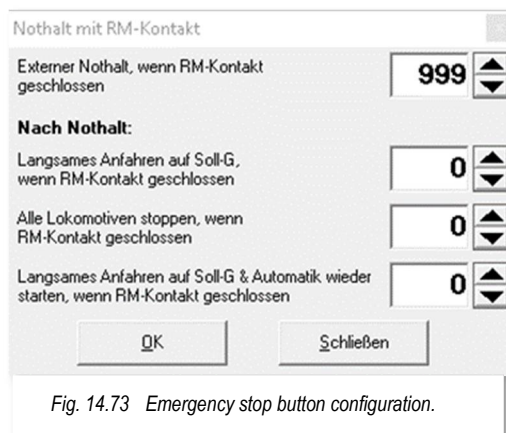 Nothalt mit RM-Kontakt
Externer Nothalt, wenn RM-Kontakt
geschlossen
999
Nach Nothalt:
Langsames Anfahren auf Soll-G,
wenn RM-Kontakt geschlossen
0
Alle Lokomotiven stoppen, wenn
RM-Kontakt geschlossen
0
Langsames Anfahren auf Soll-G & Automatik wieder
starten, wenn RM-Kontakt geschlossen
0
OK
Schließen
Fig. 14.73 Emergency stop button configuration.